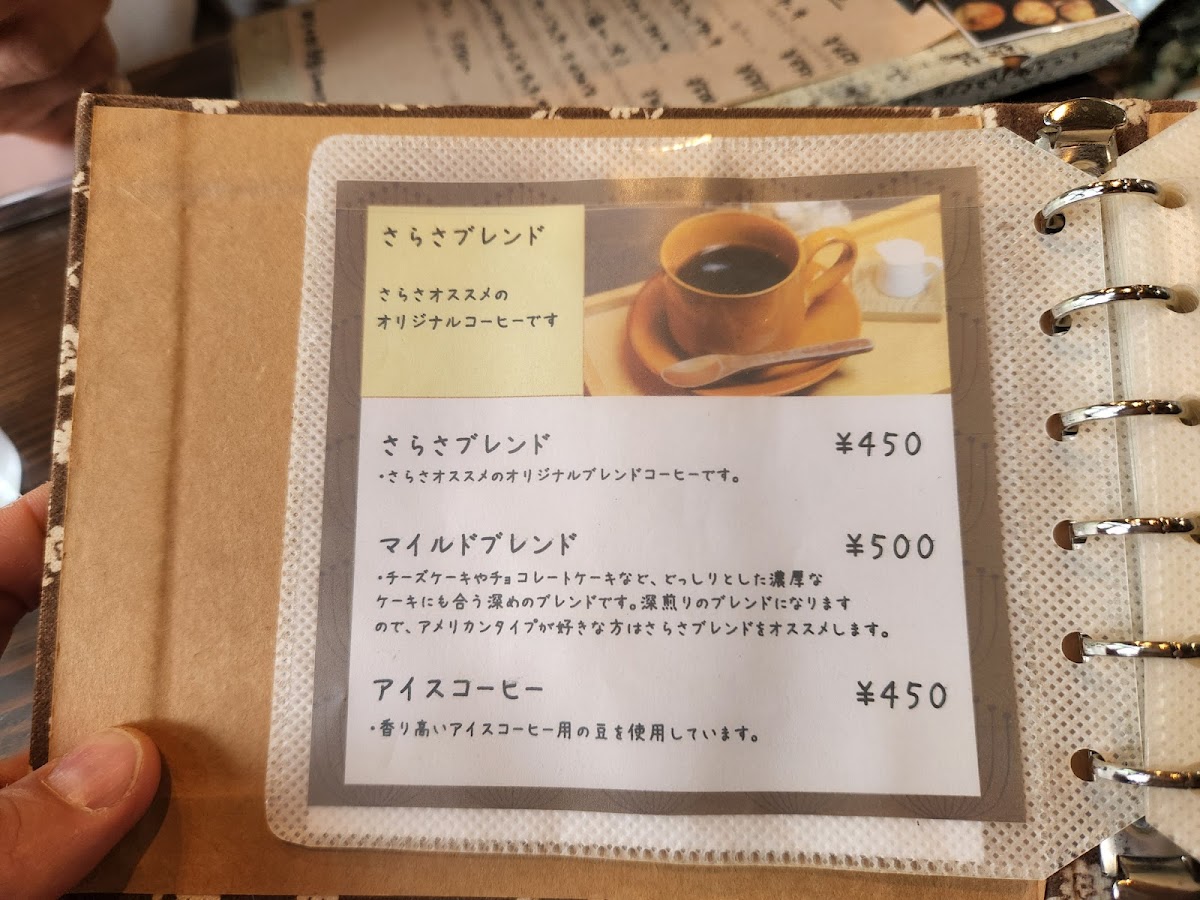 さらさブレンド
さらさオススメの
オリジナルコーヒーです
さらさブレンド ¥450
・さらさオススメのオリジナルブレンドコーヒーです。
マイルドブレンド ¥500
・チーズケーキやチョコレートケーキなど、どっしりとした濃厚な
ケーキにも合う深めのブレンドです。深煎りのブレンドになります
ので、アメリカンタイプが好きな方はさらさブレンドをオススメします。
アイスコーヒー ¥450
・香り高いアイスコーヒー用の豆を使用しています。